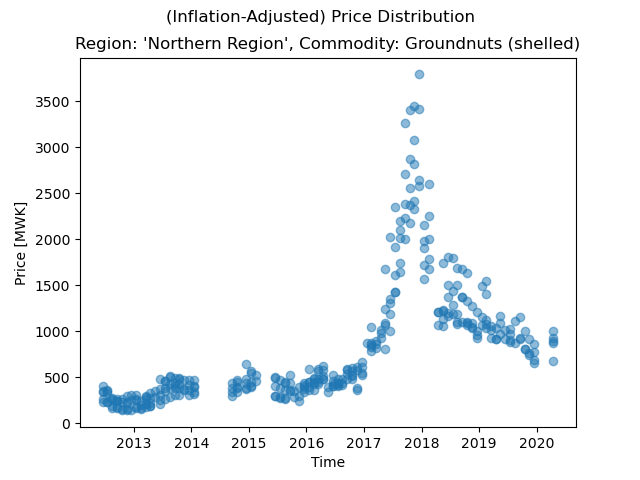 (Inflation-Adjusted) Price Distribution
Region: 'Northern Region', Commodity: Groundnuts (shelled)
3500
3000
2500
2000
1500
1000
500
0
Price [MWK]
2013 2014 2015 2016 2017 2018 2019 2020
Time